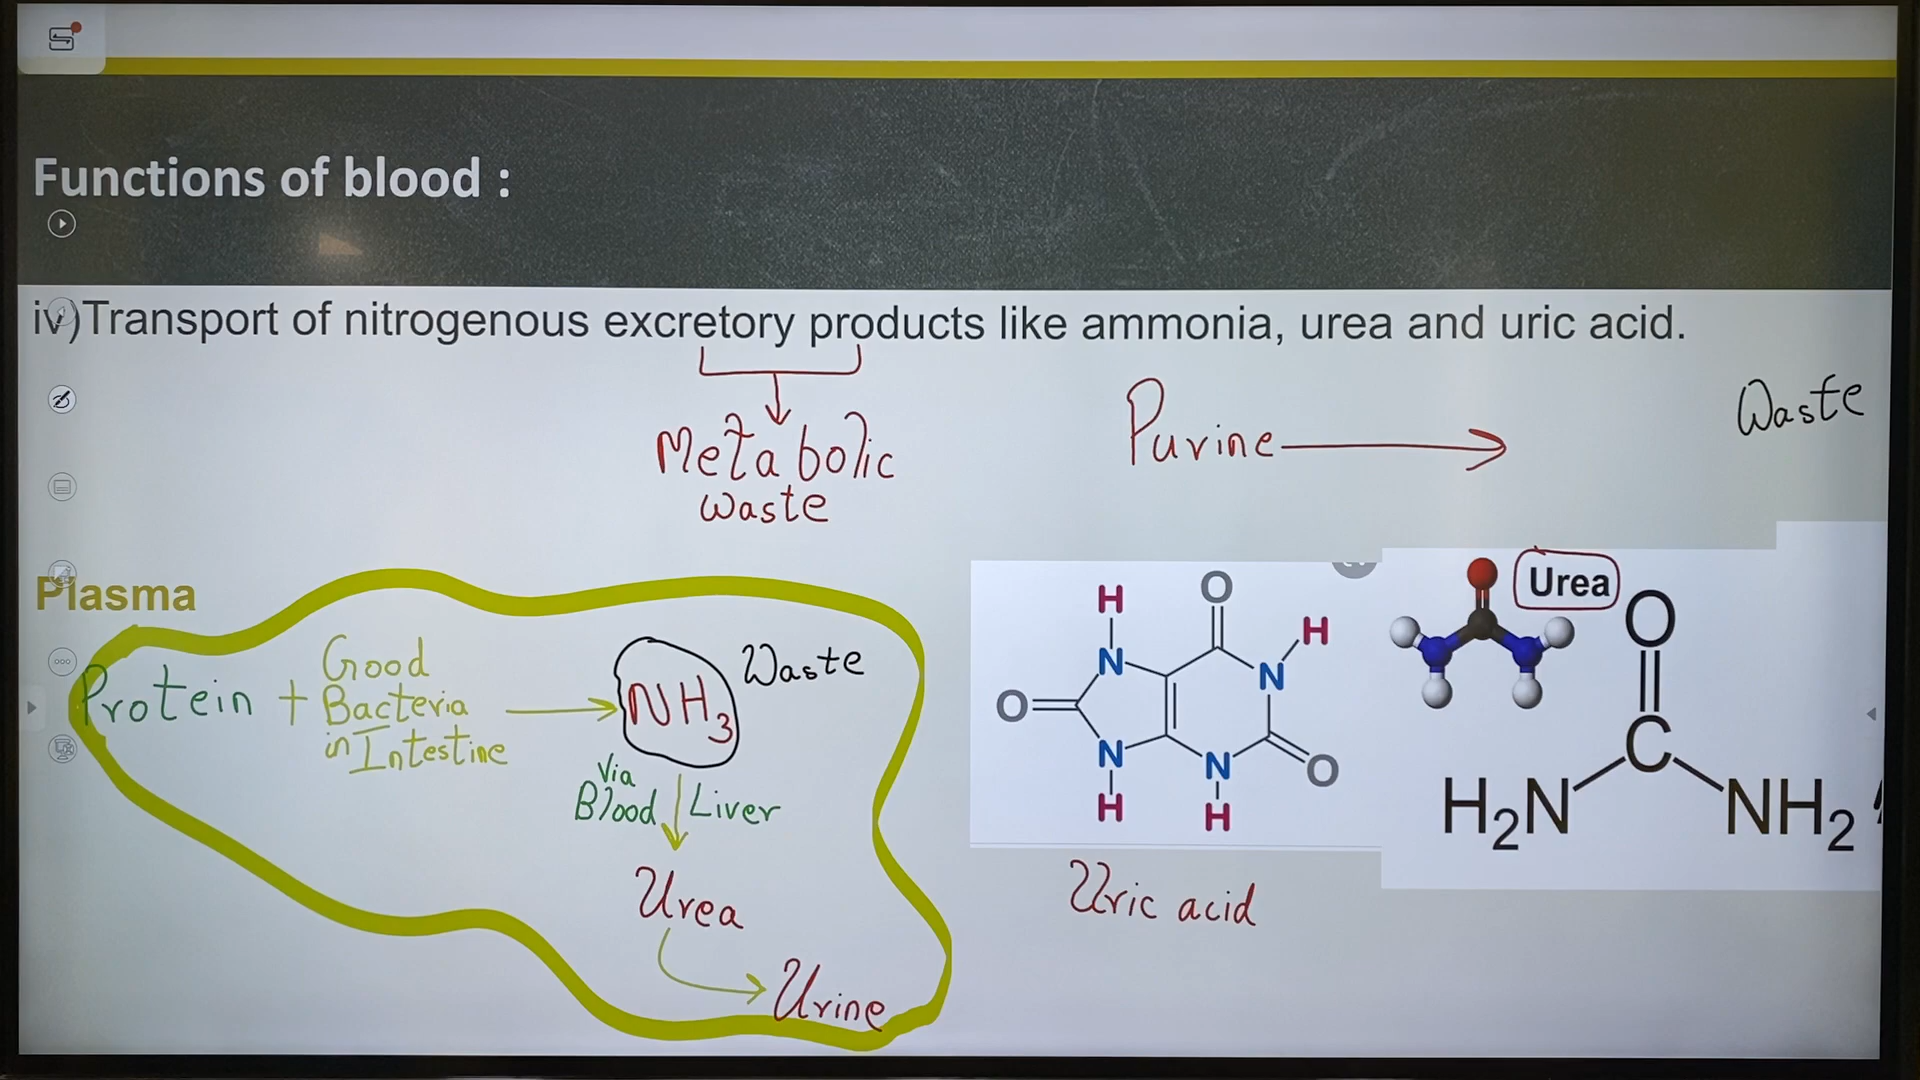 Functions of blood :
iv)Transport of nitrogenous excretory products like ammonia, urea and uric acid.
Metabolic
waste
Purine
Waste
Plasma
Protein + Good
Bacteria
in Intestine
NH3
Waste
Via
Blood
Liver
Urea
Urine
H
O
H
N
N
O
N
N
O
H
H
Uric acid
Urea
O
C
H2N
NH2